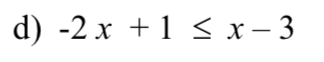 d) -2 x + 1 ≤ x – 3